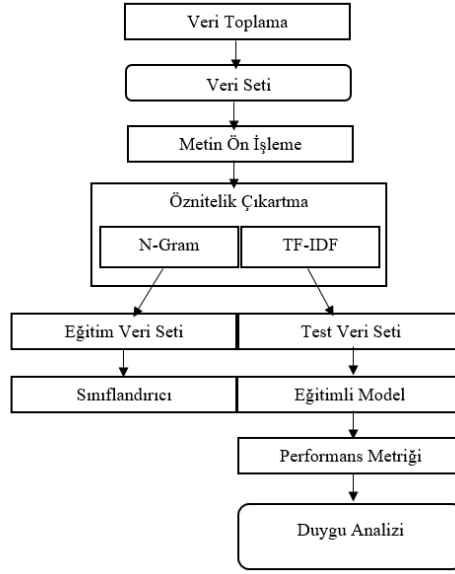 Veri Toplama
Veri Seti
Metin Ön İşleme
Öznitelik Çıkartma
N-Gram
TF-IDF
Eğitim Veri Seti
Test Veri Seti
Sınıflandırıcı
Eğitimli Model
Performans Metriği
Duygu Analizi